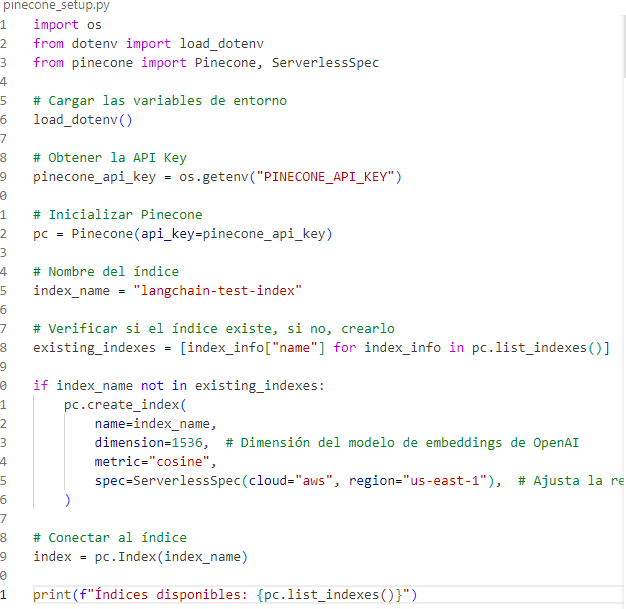 pinecone_setup.py
1 import os
2 from dotenv import load_dotenv
3 from pinecone import Pinecone, ServerlessSpec
4
5 # Cargar las variables de entorno
6 load_dotenv()
7
8 # Obtener la API Key
9 pinecone_api_key = os.getenv("PINECONE_API_KEY")
0
1 # Inicializar Pinecone
2 pc = Pinecone(api_key=pinecone_api_key)
3
4 # Nombre del índice
5 index_name = "langchain-test-index"
6
7 # Verificar si el índice existe, si no, crearlo
8 existing_indexes = [index_info["name"] for index_info in pc.list_indexes()]
9
0 if index_name not in existing_indexes:
1     pc.create_index(
2         name=index_name,
3         dimension=1536,  # Dimensión del modelo de embeddings de OpenAI
4         metric="cosine",
5         spec=ServerlessSpec(cloud="aws", region="us-east-1"),  # Ajusta la re
6     )
7
8 # Conectar al índice
9 index = pc.Index(index_name)
0
1 print(f"Índices disponibles: {pc.list_indexes()}")